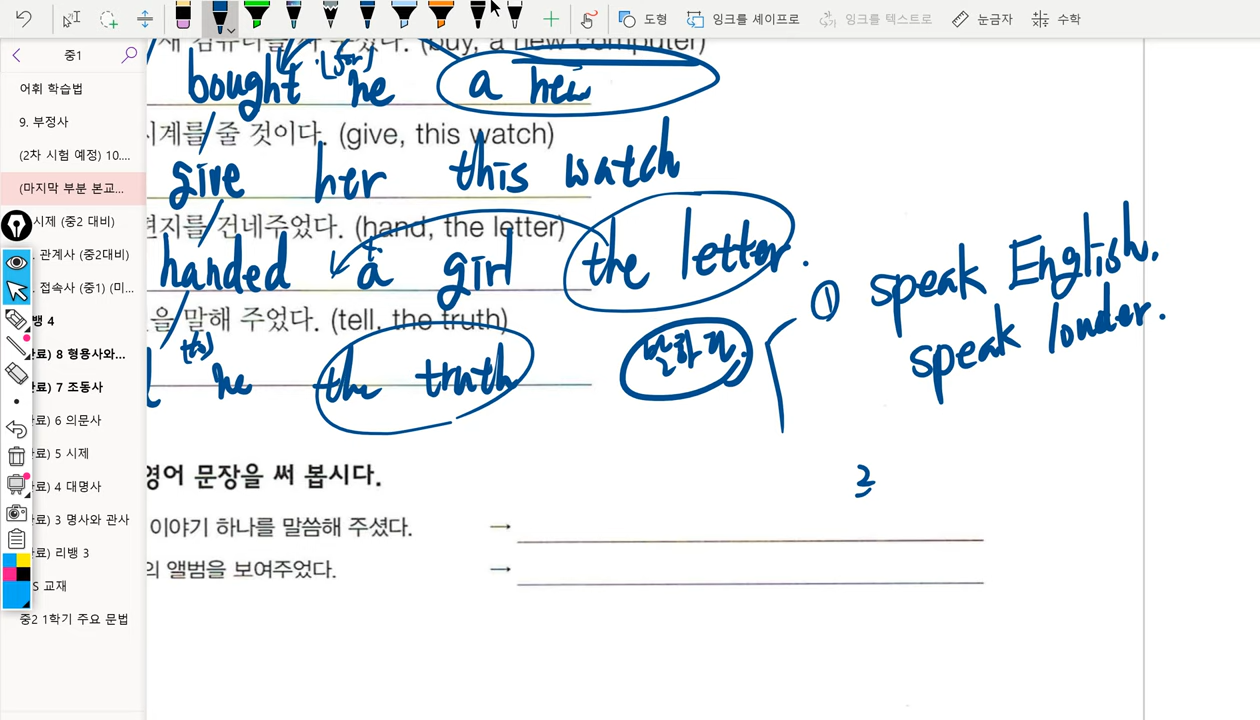 도형 잉크를 셰이프로 잉크를 텍스트로 눈금자 수학
중1
어휘 학습법
9. 부정사
(2차 시험 예정) 10....
(마지막 부분 본교...
시제 (중2 대비)
관계사 (중2대비)
접속사 (중1) (미...
뱅 4
료) 8 형용사와...
료) 7 조동사
료) 6 의문사
료) 5 시제
료) 4 대명사
료) 3 명사와 관사
료) 리뱅 3
S 교재
중2 1학기 주요 문법
(buy, a new computer)
bought me a new
시계를 줄 것이다. (give, this watch)
give her this watch
편지를 건네주었다. (hand, the letter)
handed a girl the letter.
을 말해 주었다. (tell, the truth)
(to) me the truth
말하기
① speak English.
speak louder.
2
영어 문장을 써 봅시다.
이야기 하나를 말씀해 주셨다. →
의 앨범을 보여주었다. →